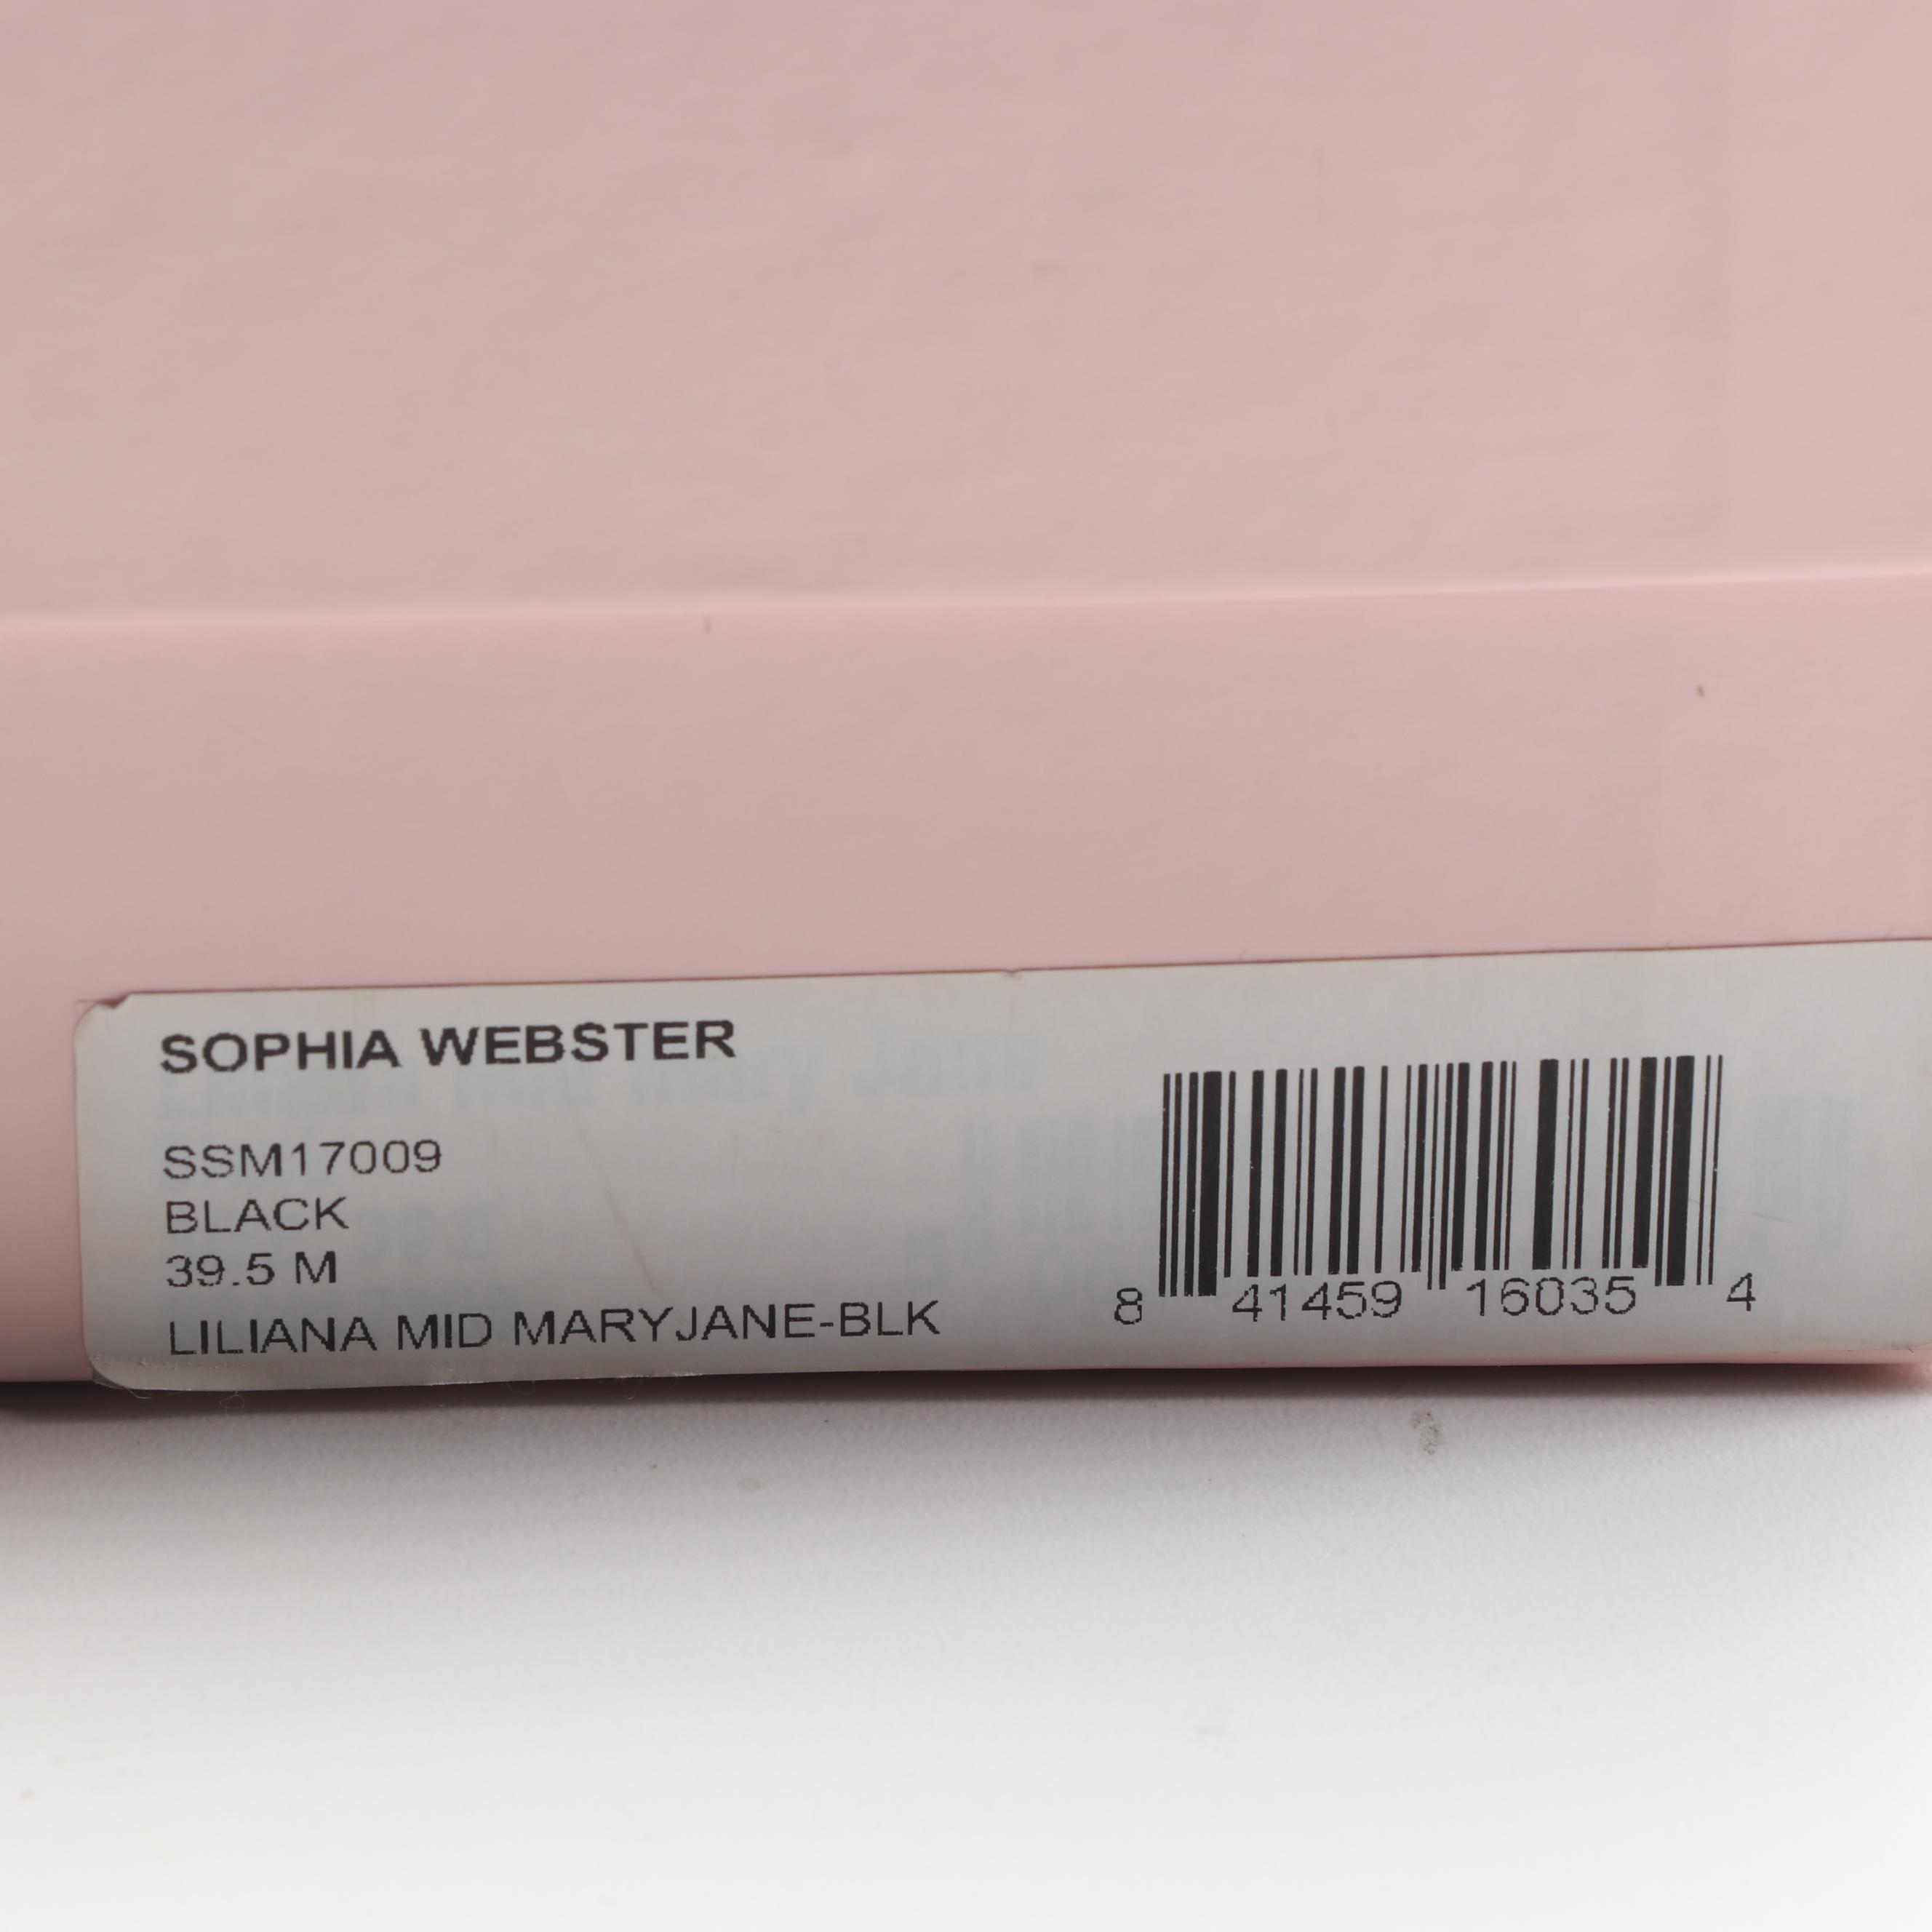 SOPHIA WEBSTER
SSM17009
BLACK
39.5 M
LILIANA MID MARYJANE-BLK
8 41459 16035 4